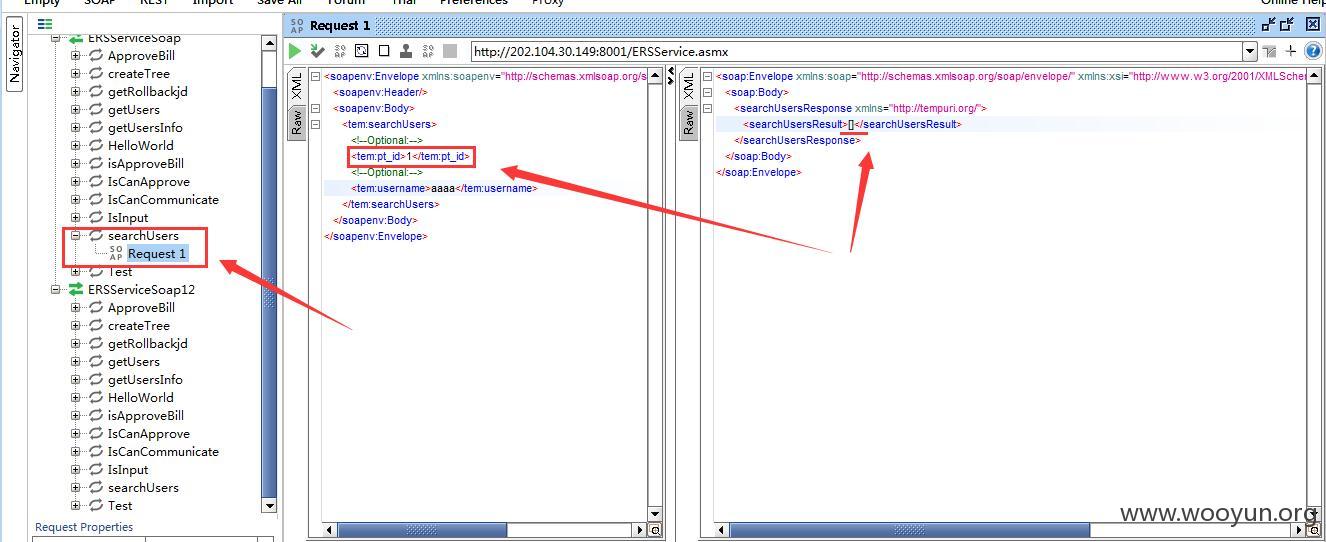 Empty SOAP REST Import Save All Forum Trial Preferences Proxy Online Help
Navigator
ERSServiceSoap
ApproveBill
createTree
getRollbackjd
getUsers
getUsersInfo
HelloWorld
isApproveBill
IsCanApprove
IsCanCommunicate
IsInput
searchUsers
SO AP Request 1
Test
ERSServiceSoap12
ApproveBill
createTree
getRollbackjd
getUsers
getUsersInfo
HelloWorld
isApproveBill
IsCanApprove
IsCanCommunicate
IsInput
searchUsers
Test
Request Properties
SO AP Request 1
http://202.104.30.149:8001/ERSService.asmx
XML
Raw
<soapenv:Envelope xmlns:soapenv="http://schemas.xmlsoap.org/s
<soapenv:Header/>
<soapenv:Body>
<tem:searchUsers>
<!--Optional:-->
<tem:pt_id>1</tem:pt_id>
<!--Optional:-->
<tem:username>aaaa</tem:username>
</tem:searchUsers>
</soapenv:Body>
</soapenv:Envelope>
XML
Raw
<soap:Envelope xmlns:soap="http://schemas.xmlsoap.org/soap/envelope/" xmlns:xsi="http://www.w3.org/2001/XMLSchem
<soap:Body>
<searchUsersResponse xmlns="http://tempuri.org/">
<searchUsersResult>[]</searchUsersResult>
</searchUsersResponse>
</soap:Body>
</soap:Envelope>
www.wooyun.org